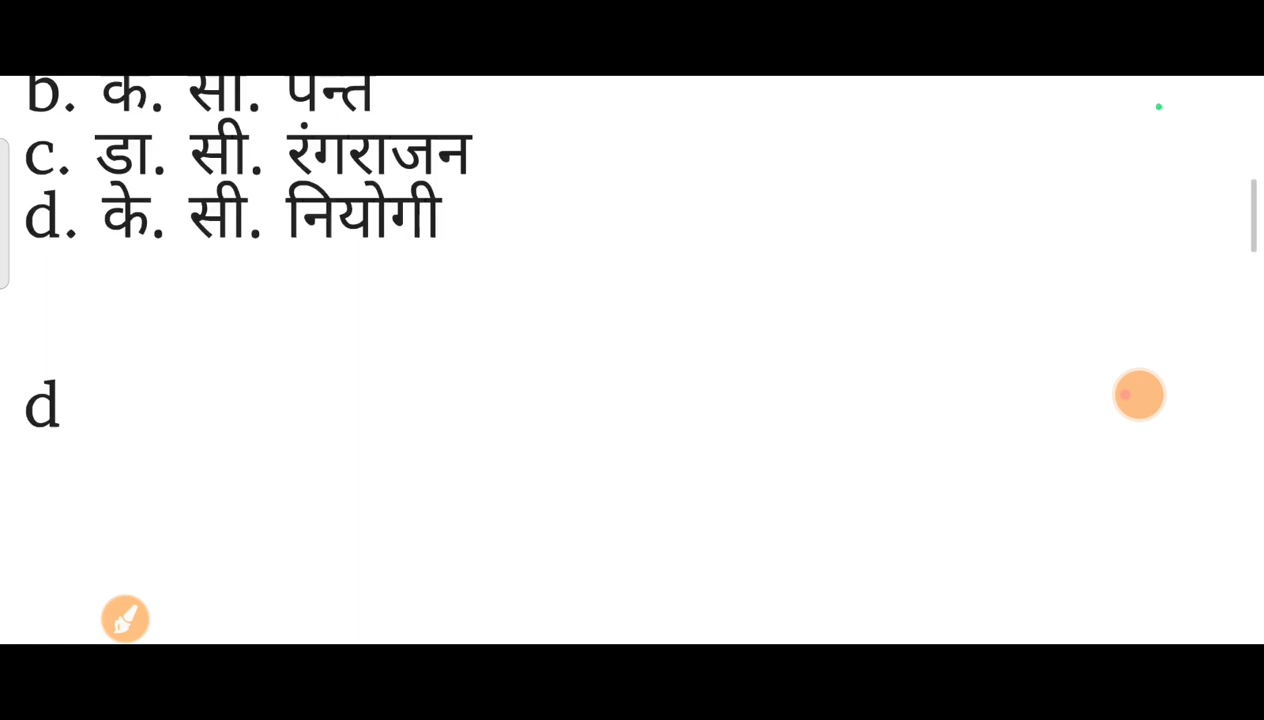 b. के. सी. पन्त
c. डा. सी. रंगराजन
d. के. सी. नियोगी
d